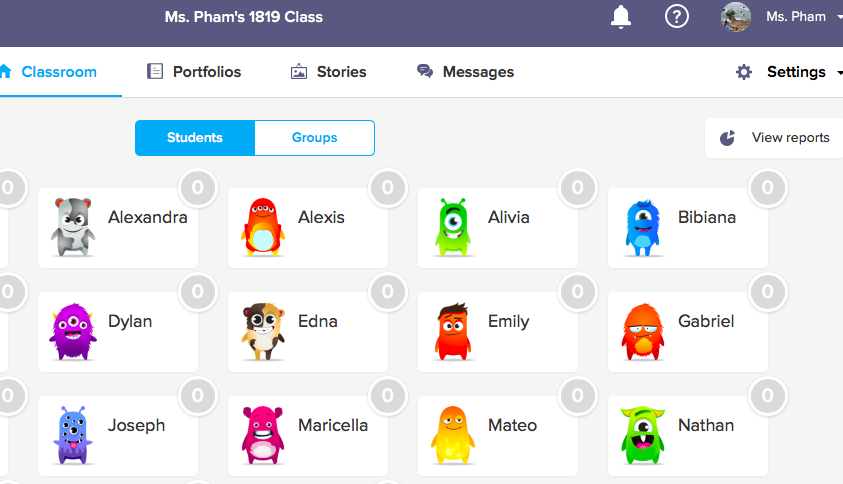 Ms. Pham's 1819 Class
? Ms. Pham
Classroom Portfolios Stories Messages Settings
Students Groups View reports
0 0 0 0 0
Alexandra Alexis Alivia Bibiana
0 0 0 0 0
Dylan Edna Emily Gabriel
0 0 0 0 0
Joseph Maricella Mateo Nathan